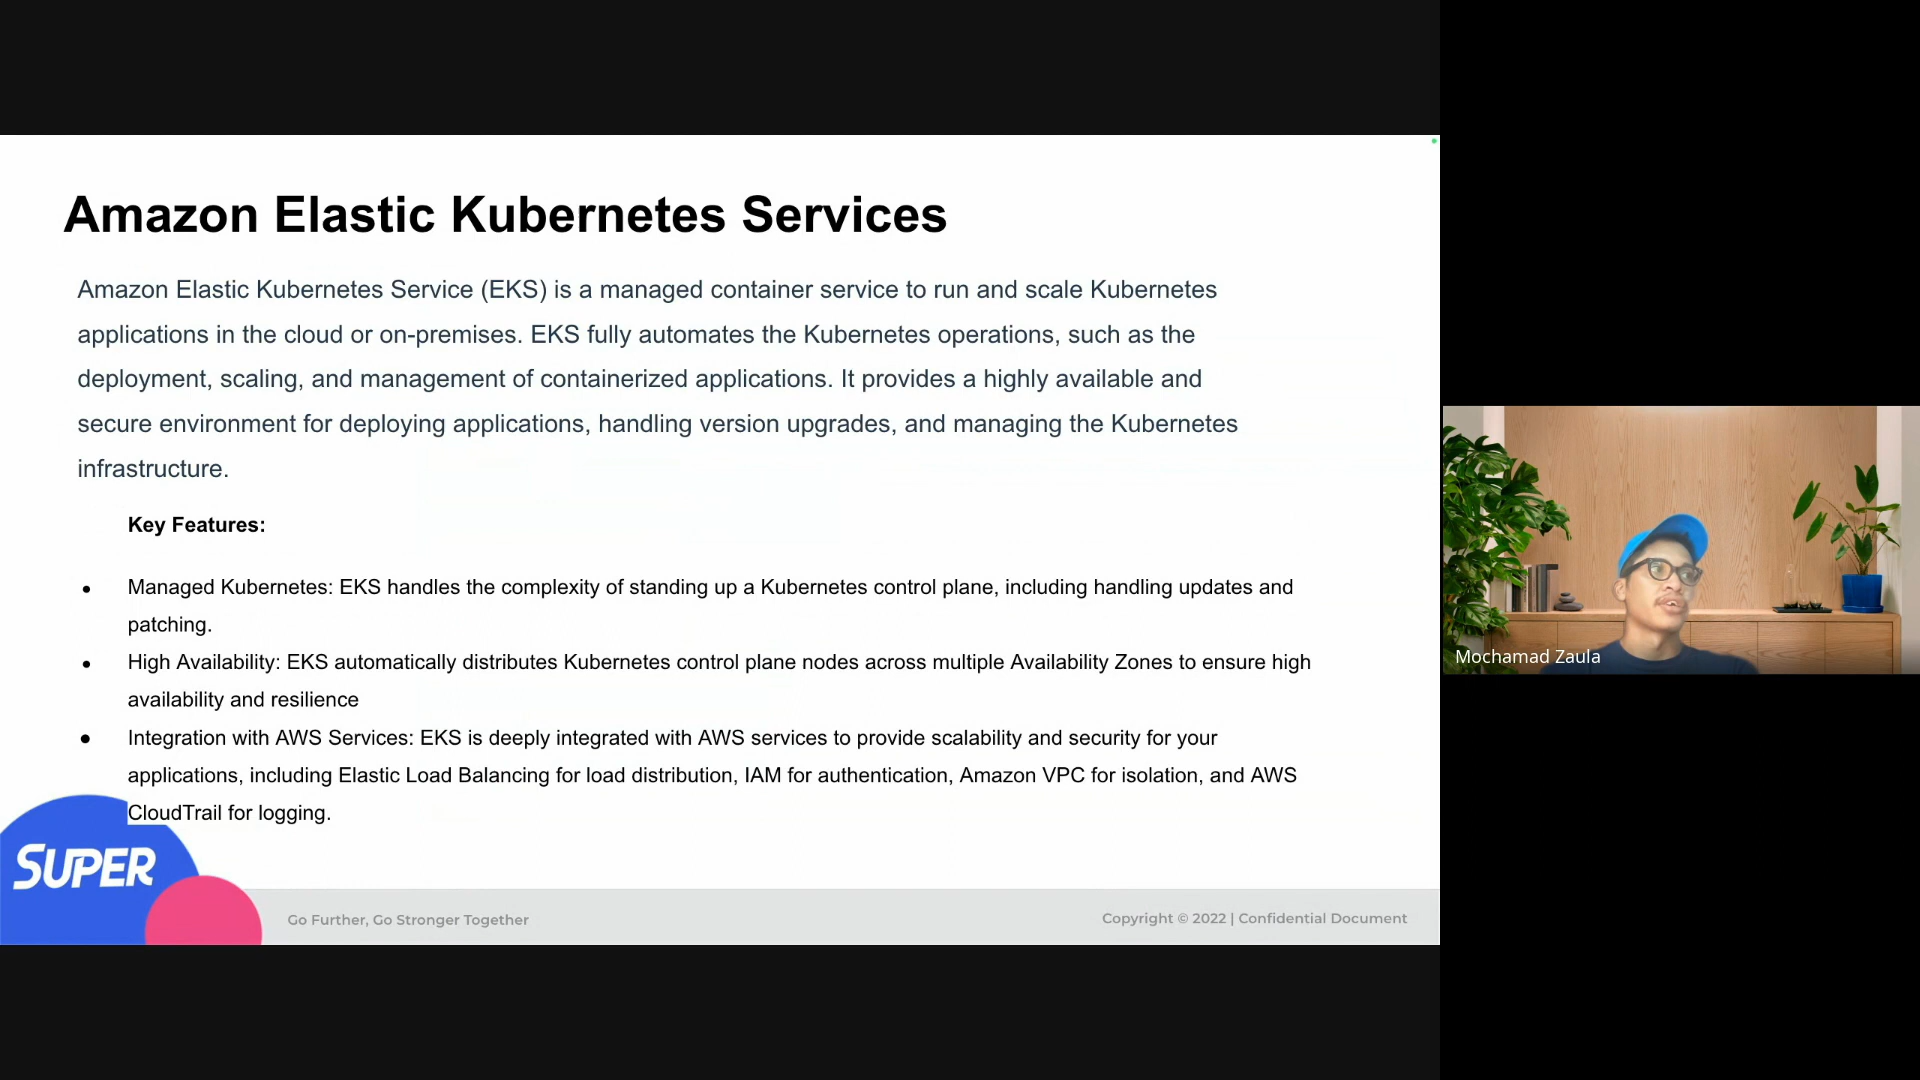 Amazon Elastic Kubernetes Services
Amazon Elastic Kubernetes Service (EKS) is a managed container service to run and scale Kubernetes
applications in the cloud or on-premises. EKS fully automates the Kubernetes operations, such as the
deployment, scaling, and management of containerized applications. It provides a highly available and
secure environment for deploying applications, handling version upgrades, and managing the Kubernetes
infrastructure.
Key Features:
● Managed Kubernetes: EKS handles the complexity of standing up a Kubernetes control plane, including handling updates and
patching.
● High Availability: EKS automatically distributes Kubernetes control plane nodes across multiple Availability Zones to ensure high
availability and resilience
● Integration with AWS Services: EKS is deeply integrated with AWS services to provide scalability and security for your
applications, including Elastic Load Balancing for load distribution, IAM for authentication, Amazon VPC for isolation, and AWS
CloudTrail for logging.
SUPER
Go Further, Go Stronger Together
Copyright © 2022 | Confidential Document
Mochamad Zaula